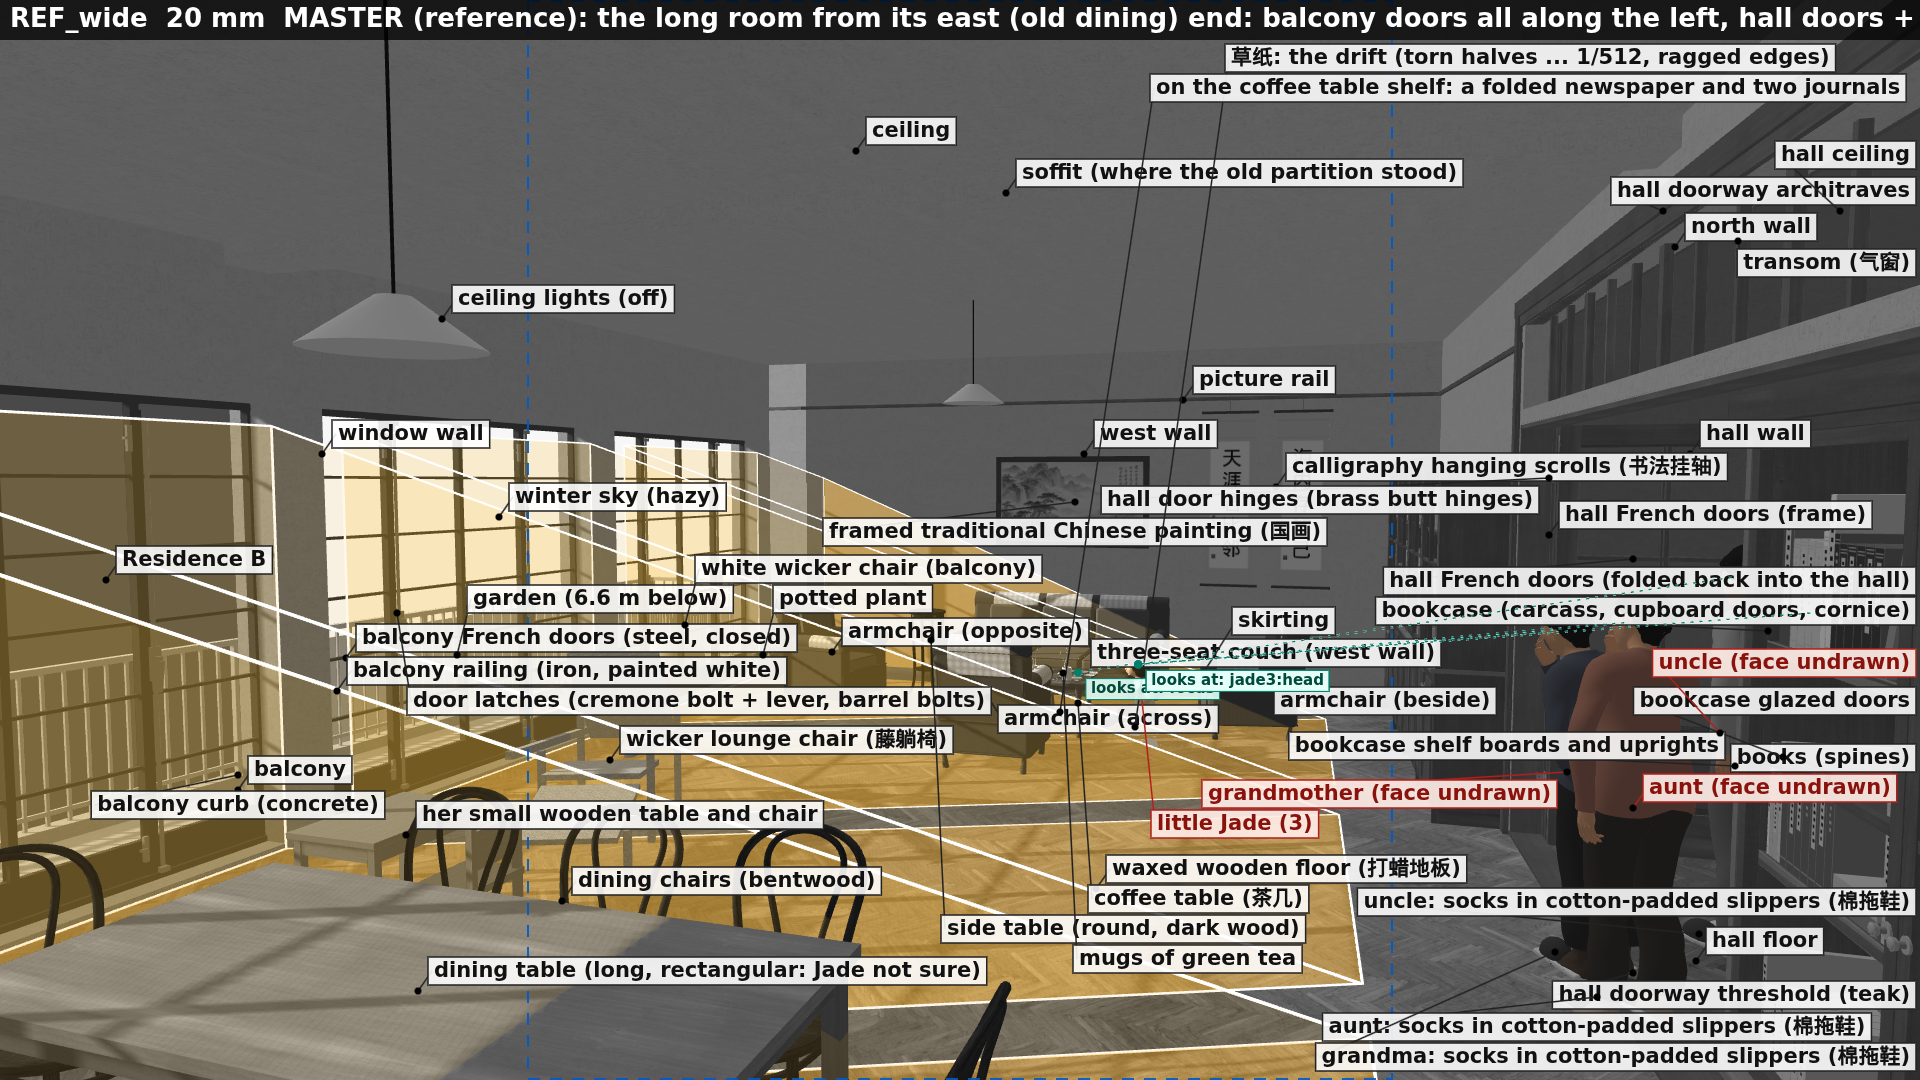 REF_wide 20 mm MASTER (reference): the long room from its east (old dining) end: balcony doors all along the left, hall doors +
草纸: the drift (torn halves ... 1/512, ragged edges)
on the coffee table shelf: a folded newspaper and two journals
ceiling
hall ceiling
soffit (where the old partition stood)
hall doorway architraves
north wall
transom (气窗)
ceiling lights (off)
picture rail
window wall
west wall
hall wall
天涯
calligraphy hanging scrolls (书法挂轴)
winter sky (hazy)
hall door hinges (brass butt hinges)
hall French doors (frame)
framed traditional Chinese painting (国画)
邻
己
Residence B
white wicker chair (balcony)
hall French doors (folded back into the hall)
garden (6.6 m below)
potted plant
bookcase (carcass, cupboard doors, cornice)
skirting
armchair (opposite)
balcony French doors (steel, closed)
three-seat couch (west wall)
uncle (face undrawn)
balcony railing (iron, painted white)
looks at: jade3:head
door latches (cremone bolt + lever, barrel bolts)
armchair (beside)
bookcase glazed doors
armchair (across)
wicker lounge chair (藤躺椅)
bookcase shelf boards and uprights
books (spines)
balcony
grandmother (face undrawn)
aunt (face undrawn)
balcony curb (concrete)
her small wooden table and chair
little Jade (3)
waxed wooden floor (打蜡地板)
dining chairs (bentwood)
coffee table (茶几)
uncle: socks in cotton-padded slippers (棉拖鞋)
side table (round, dark wood)
hall floor
mugs of green tea
dining table (long, rectangular: Jade not sure)
hall doorway threshold (teak)
aunt: socks in cotton-padded slippers (棉拖鞋)
grandma: socks in cotton-padded slippers (棉拖鞋)